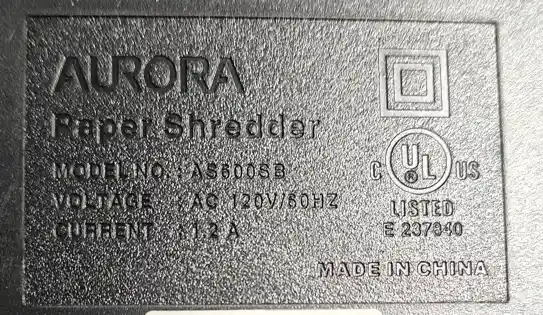 AURORA
Paper Shredder
MODEL NO. : AS600SB
VOLTAGE : AC 120V/60HZ
CURRENT : 1.2 A
C UL ® US
LISTED
E 237640
MADE IN CHINA